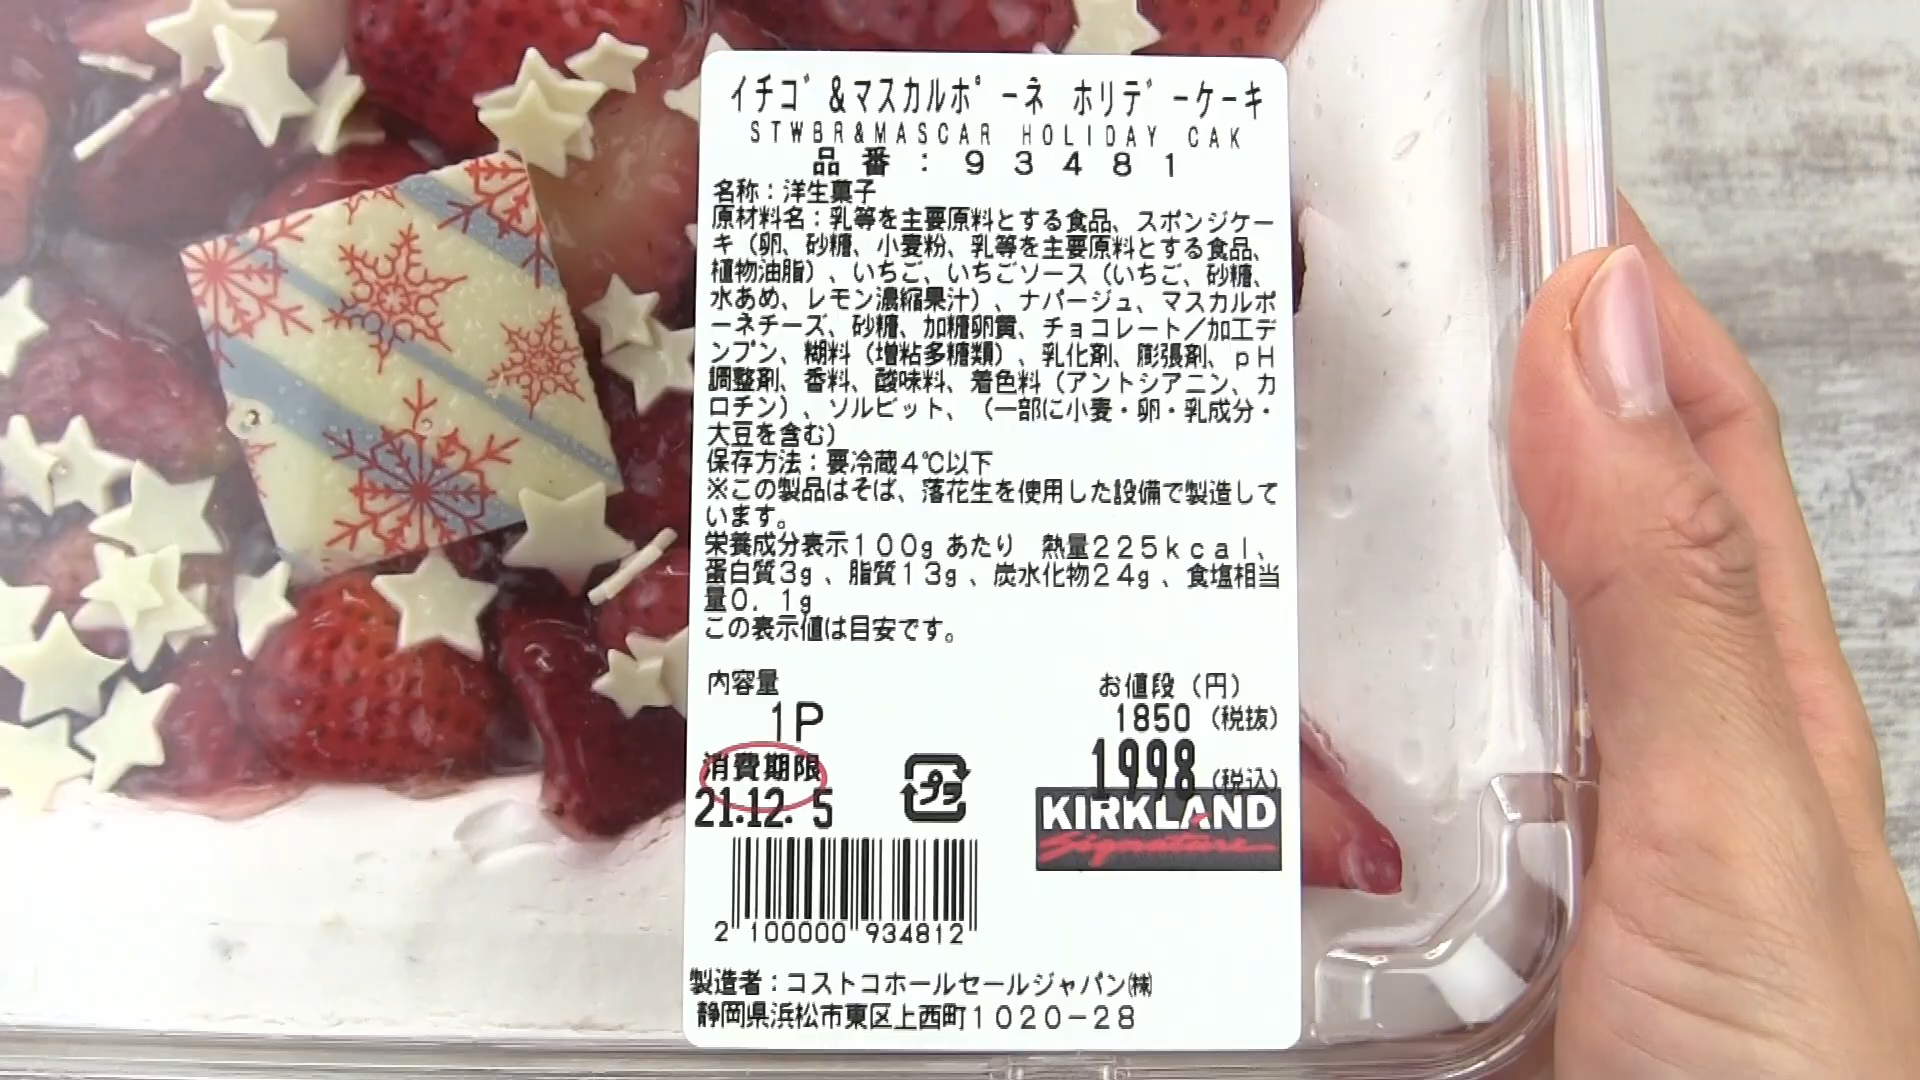 イチゴ&マスカルポーネ ホリデーケーキ
STWBR&MASCAR HOLIDAY CAK
品番:93481
名称:洋生菓子
原材料名:乳等を主要原料とする食品、スポンジケー
キ(卵、砂糖、小麦粉、乳等を主要原料とする食品、
植物油脂)、いちご、いちごソース(いちご、砂糖、
水あめ、レモン濃縮果汁)、ナパージュ、マスカルポ
ーネチーズ、砂糖、加糖卵黄、チョコレート/加工デ
ンプン、糊料(増粘多糖類)、乳化剤、膨張剤、pH
調整剤、香料、酸味料、着色料(アントシアニン、カ
ロチン)、ソルビット、(一部に小麦・卵・乳成分・
大豆を含む)
保存方法:要冷蔵4℃以下
※この製品はそば、落花生を使用した設備で製造して
います。
栄養成分表示100g あたり 熱量225kcal、
蛋白質3g、脂質13g、炭水化物24g、食塩相当
量0.1g
この表示値は目安です。
内容量
1P
お値段(円)
1850(税抜)
1998(税込)
消費期限
21.12. 5
プラ
KIRKLAND
Signature
2 100000 934812
製造者:コストコホールセールジャパン㈱
静岡県浜松市東区上西町1020-28